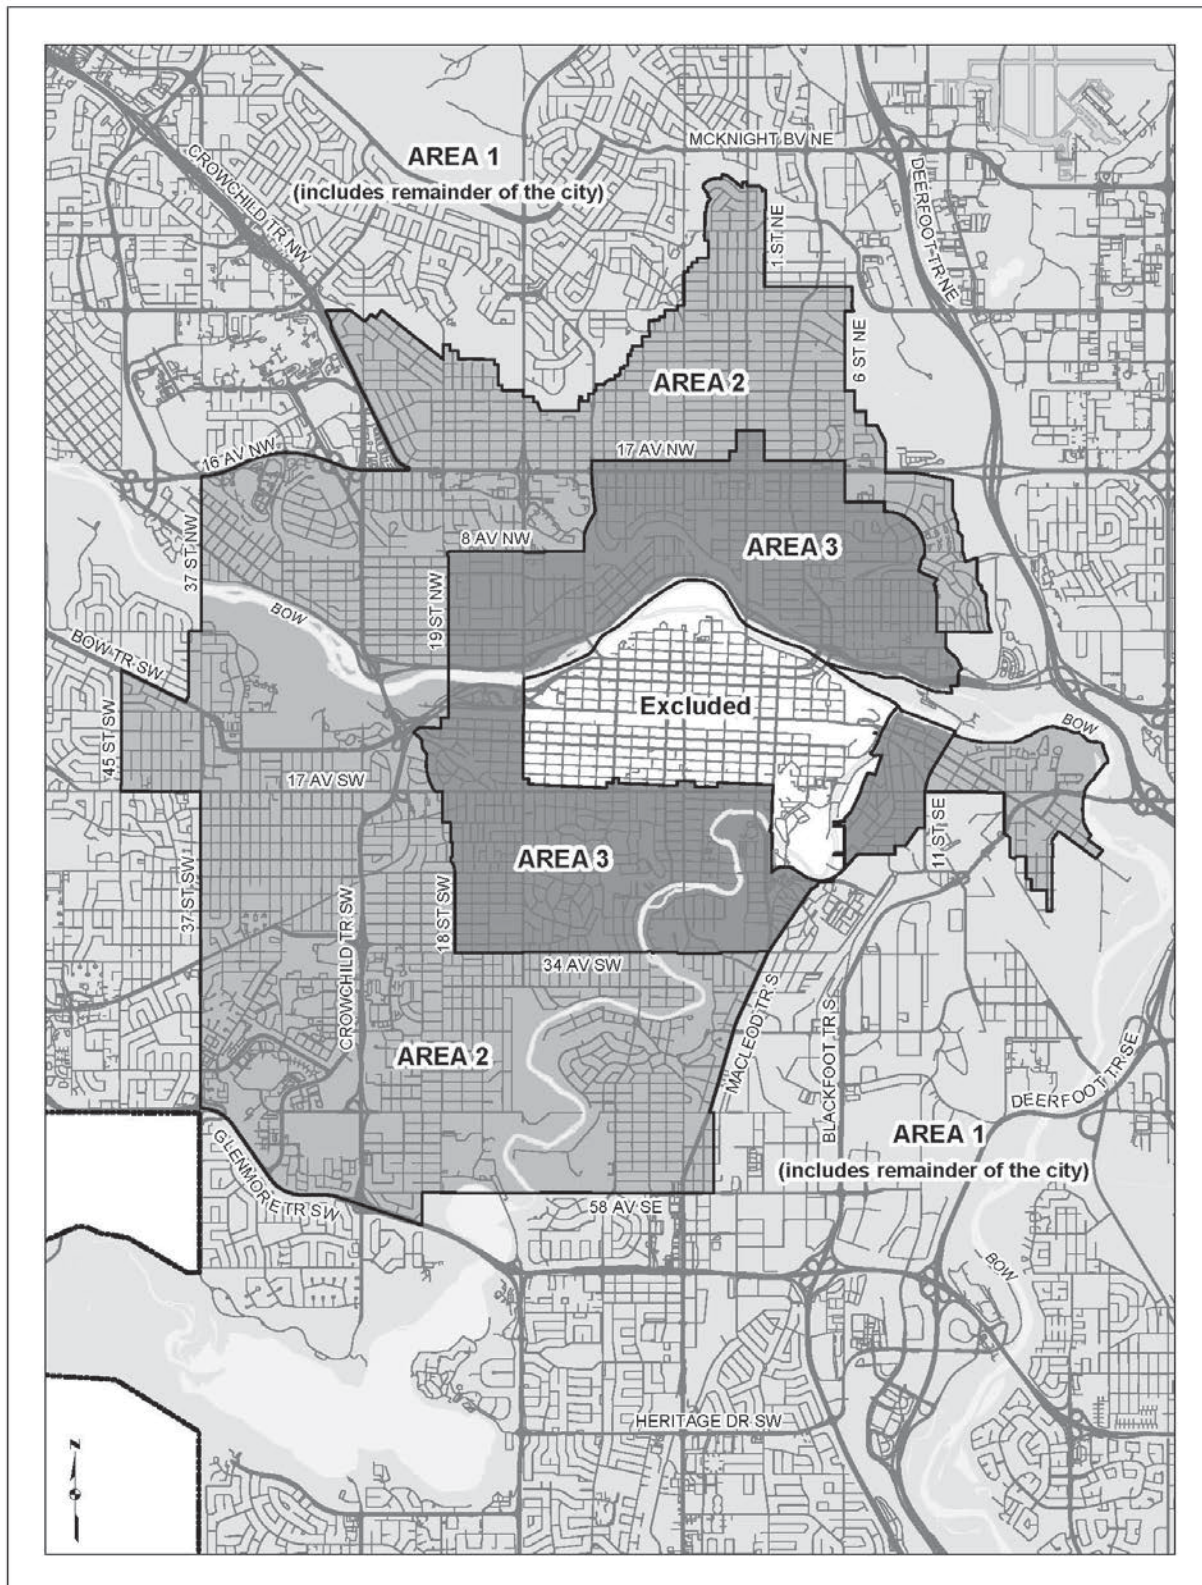 MCKNIGHT BV NE
AREA 1
(includes remainder of the city)
CROWCHILD TR NW
DEERFOOT TR NE
1 ST NE
6 ST NE
AREA 2
16 AV NW
17 AV NW
37 ST NW
8 AV NW
AREA 3
19 ST NW
BOW
BOW TR SW
Excluded
BOW
45 ST SW
17 AV SW
11 ST SE
AREA 3
37 ST SW
18 ST SW
CROWCHILD TR SW
34 AV SW
MACLEOD TR S
BLACKFOOT TR S
AREA 2
DEERFOOT TR SE
AREA 1
(includes remainder of the city)
GLENMORE TR SW
58 AV SE
BOW
HERITAGE DR SW
N